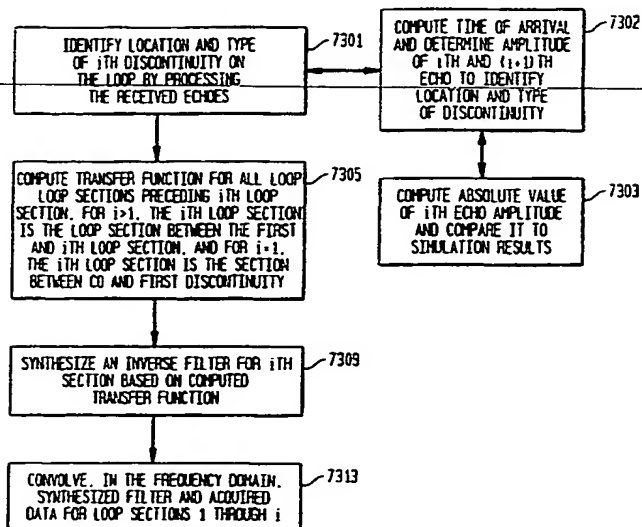 IDENTIFY LOCATION AND TYPE
OF iTH DISCONTINUITY ON
THE LOOP BY PROCESSING
THE RECEIVED ECHOES
7301
COMPUTE TIME OF ARRIVAL
AND DETERMINE AMPLITUDE
OF iTH AND (i+1)TH
ECHO TO IDENTIFY
LOCATION AND TYPE
OF DISCONTINUITY
7302
COMPUTE ABSOLUTE VALUE
OF iTH ECHO AMPLITUDE
AND COMPARE IT TO
SIMULATION RESULTS
7303
COMPUTE TRANSFER FUNCTION FOR ALL LOOP
LOOP SECTIONS PRECEDING iTH LOOP
SECTION. FOR i>1, THE iTH LOOP SECTION
IS THE LOOP SECTION BETWEEN THE FIRST
AND iTH LOOP SECTION, AND FOR i=1,
THE iTH LOOP SECTION IS THE SECTION
BETWEEN CO AND FIRST DISCONTINUITY
7305
SYNTHESIZE AN INVERSE FILTER FOR iTH
SECTION BASED ON COMPUTED
TRANSFER FUNCTION
7309
CONVOLVE, IN THE FREQUENCY DOMAIN,
SYNTHESIZED FILTER AND ACQUIRED
DATA FOR LOOP SECTIONS 1 THROUGH i
7313